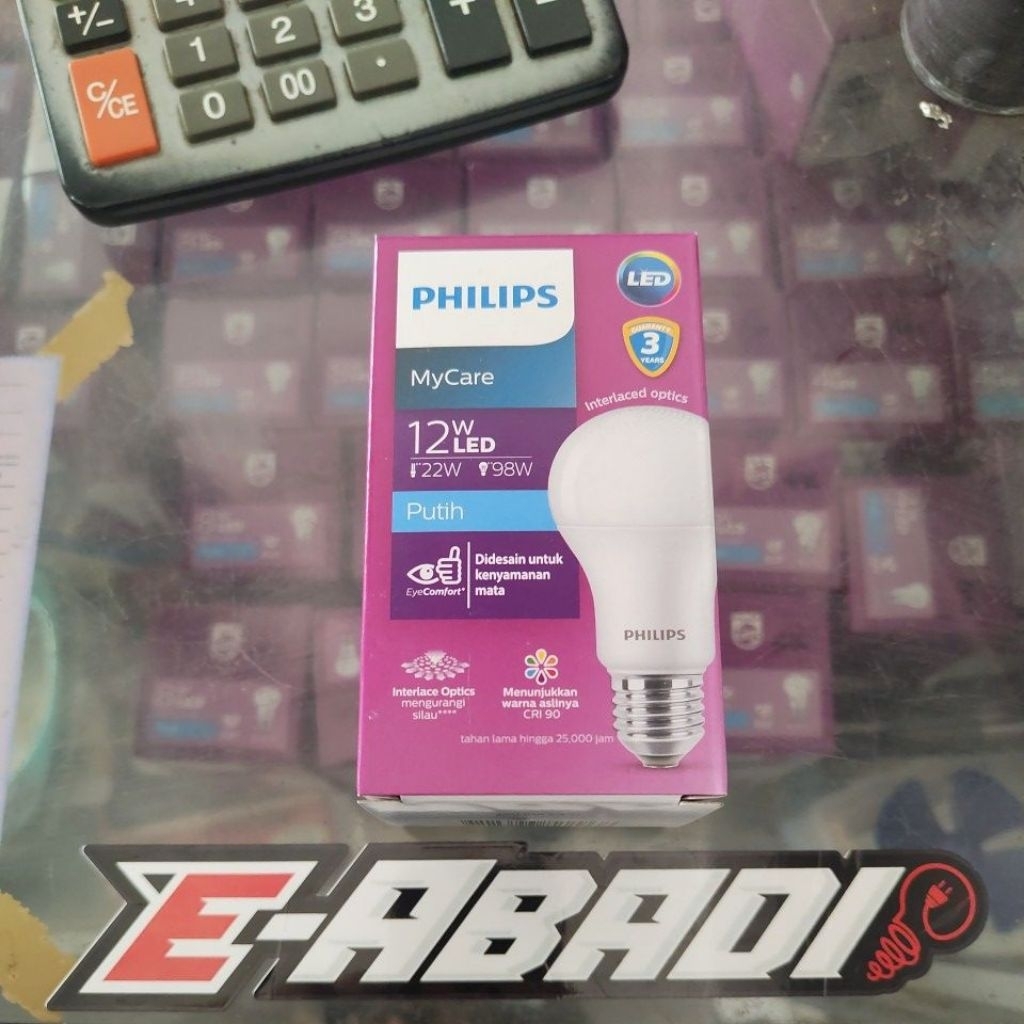 +/-
1
2
3
C/CE
0
00
.
PHILIPS
LED
GUARANTY
3
YEARS
MyCare
Interlaced optics
12W LED
22W 98W
Putih
EyeComfort*
Didesain untuk
kenyamanan
mata
PHILIPS
Interlace Optics
mengurangi
silau****
Menunjukkan
warna aslinya
CRI 90
tahan lama hingga 25,000 jam
E-ABADI